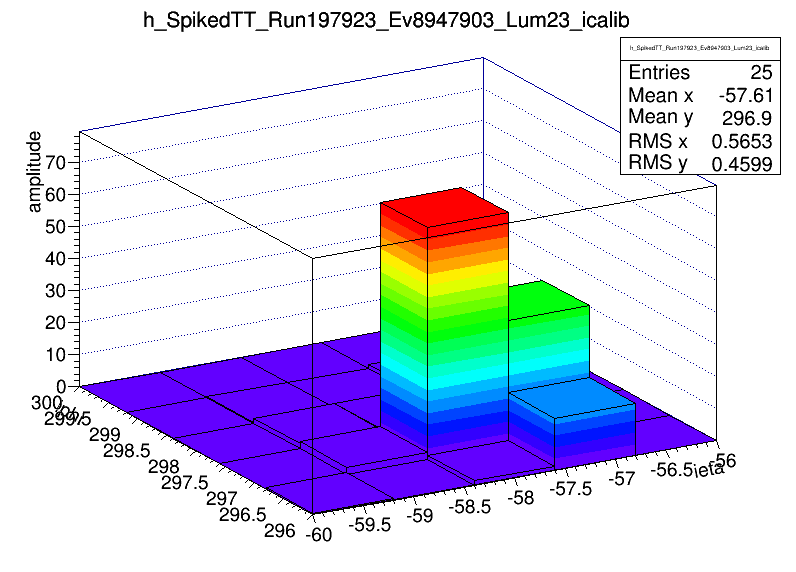 h_SpikedTT_Run197923_Ev8947903_Lum23_icalib
h_SpikedTT_Run197923_Ev8947903_Lum23_icalib
Entries 25
Mean x -57.61
Mean y 296.9
RMS x 0.5653
RMS y 0.4599
amplitude
70
60
50
40
30
20
10
0
300
299.5
299
298.5
298
297.5
297
296.5
296
-60
-59.5
-59
-58.5
-58
-57.5
-57
-56.5
-56
ieta